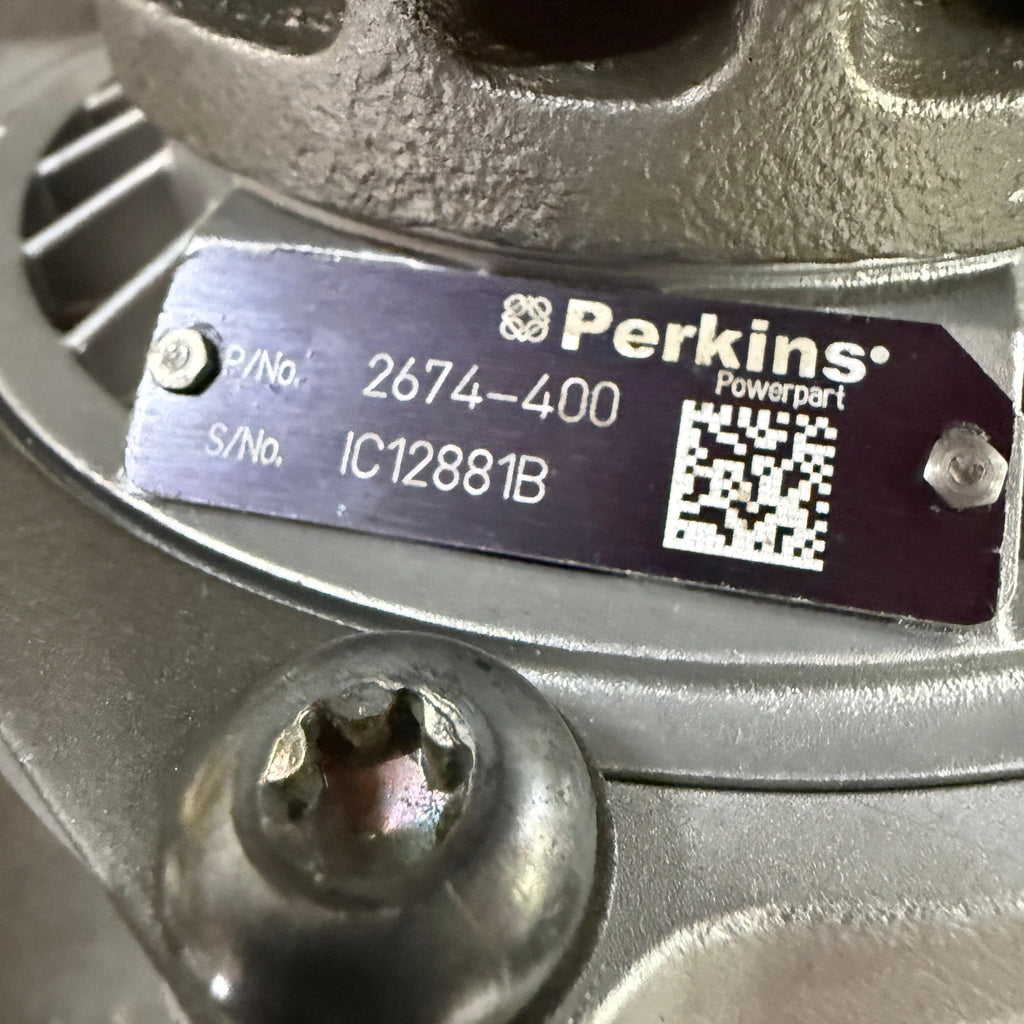 Perkins
Powerpart
P/No. 2674-400
S/No. IC12881B